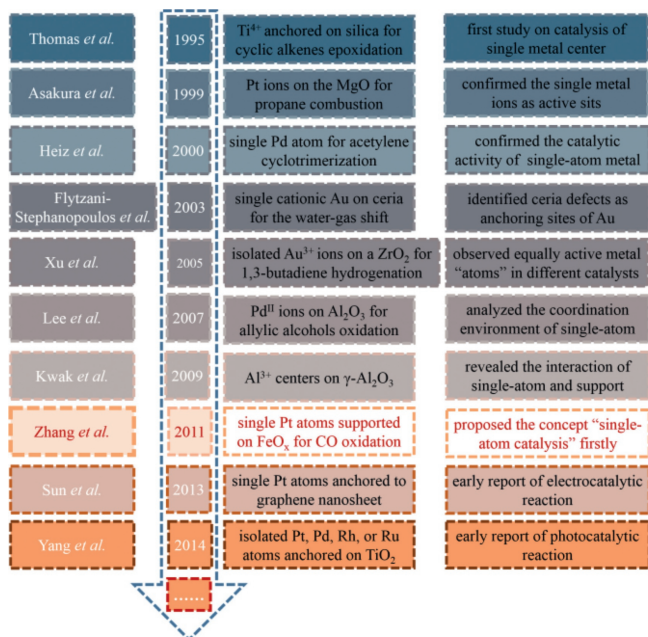 Thomas et al.
1995
Ti⁴⁺ anchored on silica for
cyclic alkenes epoxidation
first study on catalysis of
single metal center
Asakura et al.
1999
Pt ions on the MgO for
propane combustion
confirmed the single metal
ions as active sits
Heiz et al.
2000
single Pd atom for acetylene
cyclotrimerization
confirmed the catalytic
activity of single-atom metal
Flytzani-
Stephanopoulos et al.
2003
single cationic Au on ceria
for the water-gas shift
identified ceria defects as
anchoring sites of Au
Xu et al.
2005
isolated Au³⁺ ions on a ZrO₂ for
1,3-butadiene hydrogenation
observed equally active metal
“atoms” in different catalysts
Lee et al.
2007
Pdᴵᴵ ions on Al₂O₃ for
allylic alcohols oxidation
analyzed the coordination
environment of single-atom
Kwak et al.
2009
Al³⁺ centers on γ-Al₂O₃
revealed the interaction of
single-atom and support
Zhang et al.
2011
single Pt atoms supported
on FeOₓ for CO oxidation
proposed the concept “single-
atom catalysis” firstly
Sun et al.
2013
single Pt atoms anchored to
graphene nanosheet
early report of electrocatalytic
reaction
Yang et al.
2014
isolated Pt, Pd, Rh, or Ru
atoms anchored on TiO₂
early report of photocatalytic
reaction
......